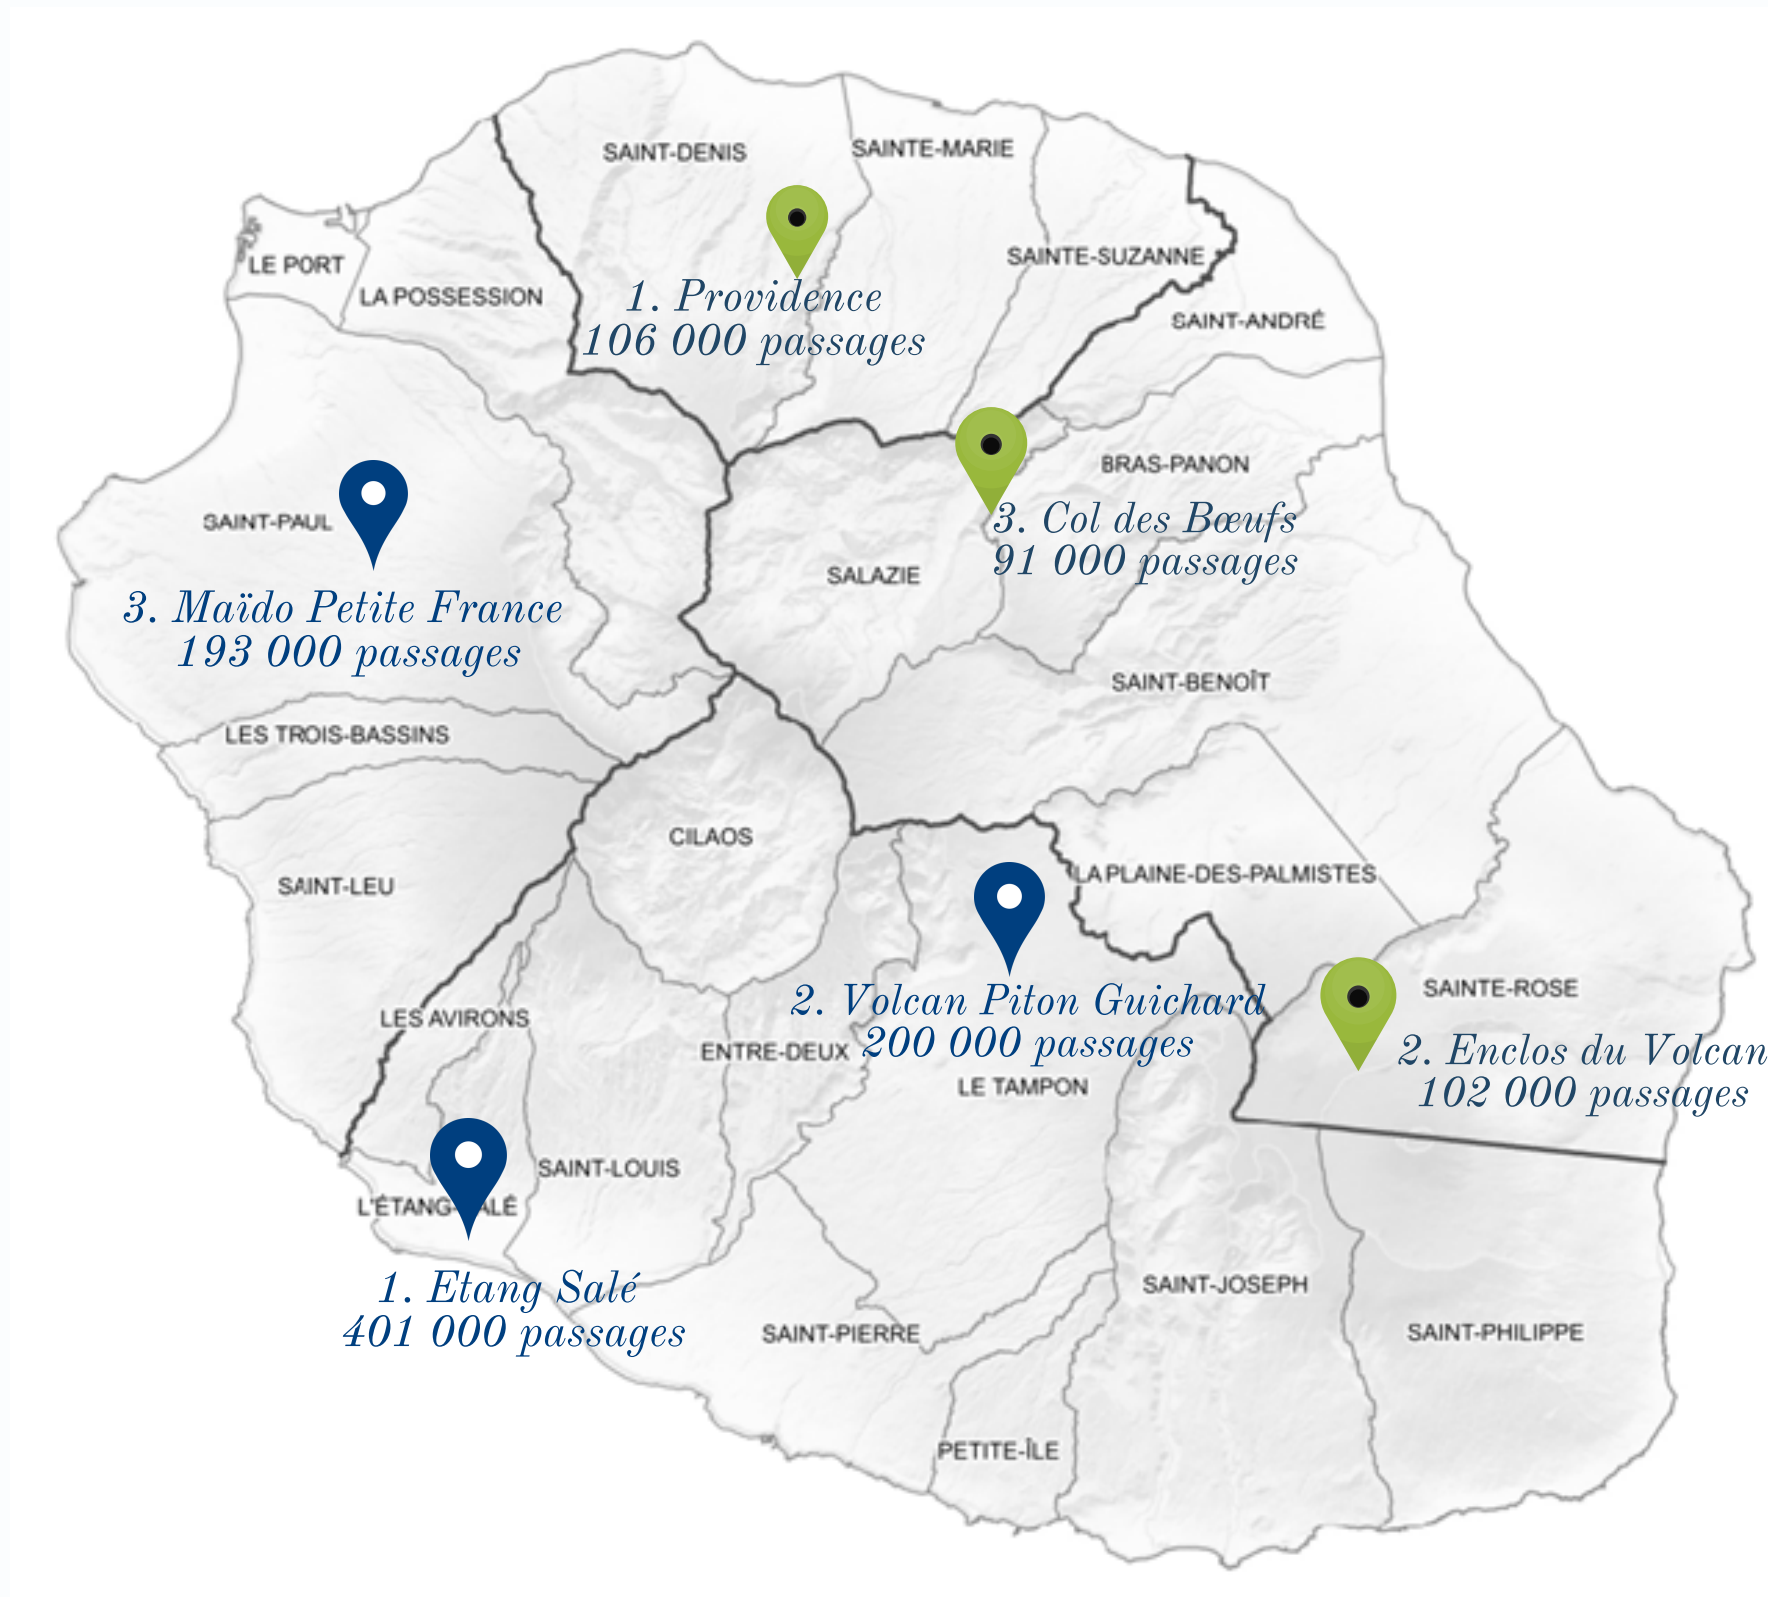 SAINT-DENIS
SAINTE-MARIE
SAINTE-SUZANNE
LE PORT
LA POSSESSION
1. Providence
106 000 passages
SAINT-ANDRÉ
BRAS-PANON
SAINT-PAUL
3. Col des Bœufs
91 000 passages
SALAZIE
3. Maïdo Petite France
193 000 passages
SAINT-BENOÎT
LES TROIS-BASSINS
CILAOS
LA PLAINE-DES-PALMISTES
SAINT-LEU
SAINTE-ROSE
2. Volcan Piton Guichard
200 000 passages
LES AVIRONS
ENTRE-DEUX
2. Enclos du Volcan
102 000 passages
LE TAMPON
SAINT-LOUIS
L'ÉTANG-SALÉ
1. Etang Salé
401 000 passages
SAINT-JOSEPH
SAINT-PIERRE
SAINT-PHILIPPE
PETITE-ÎLE